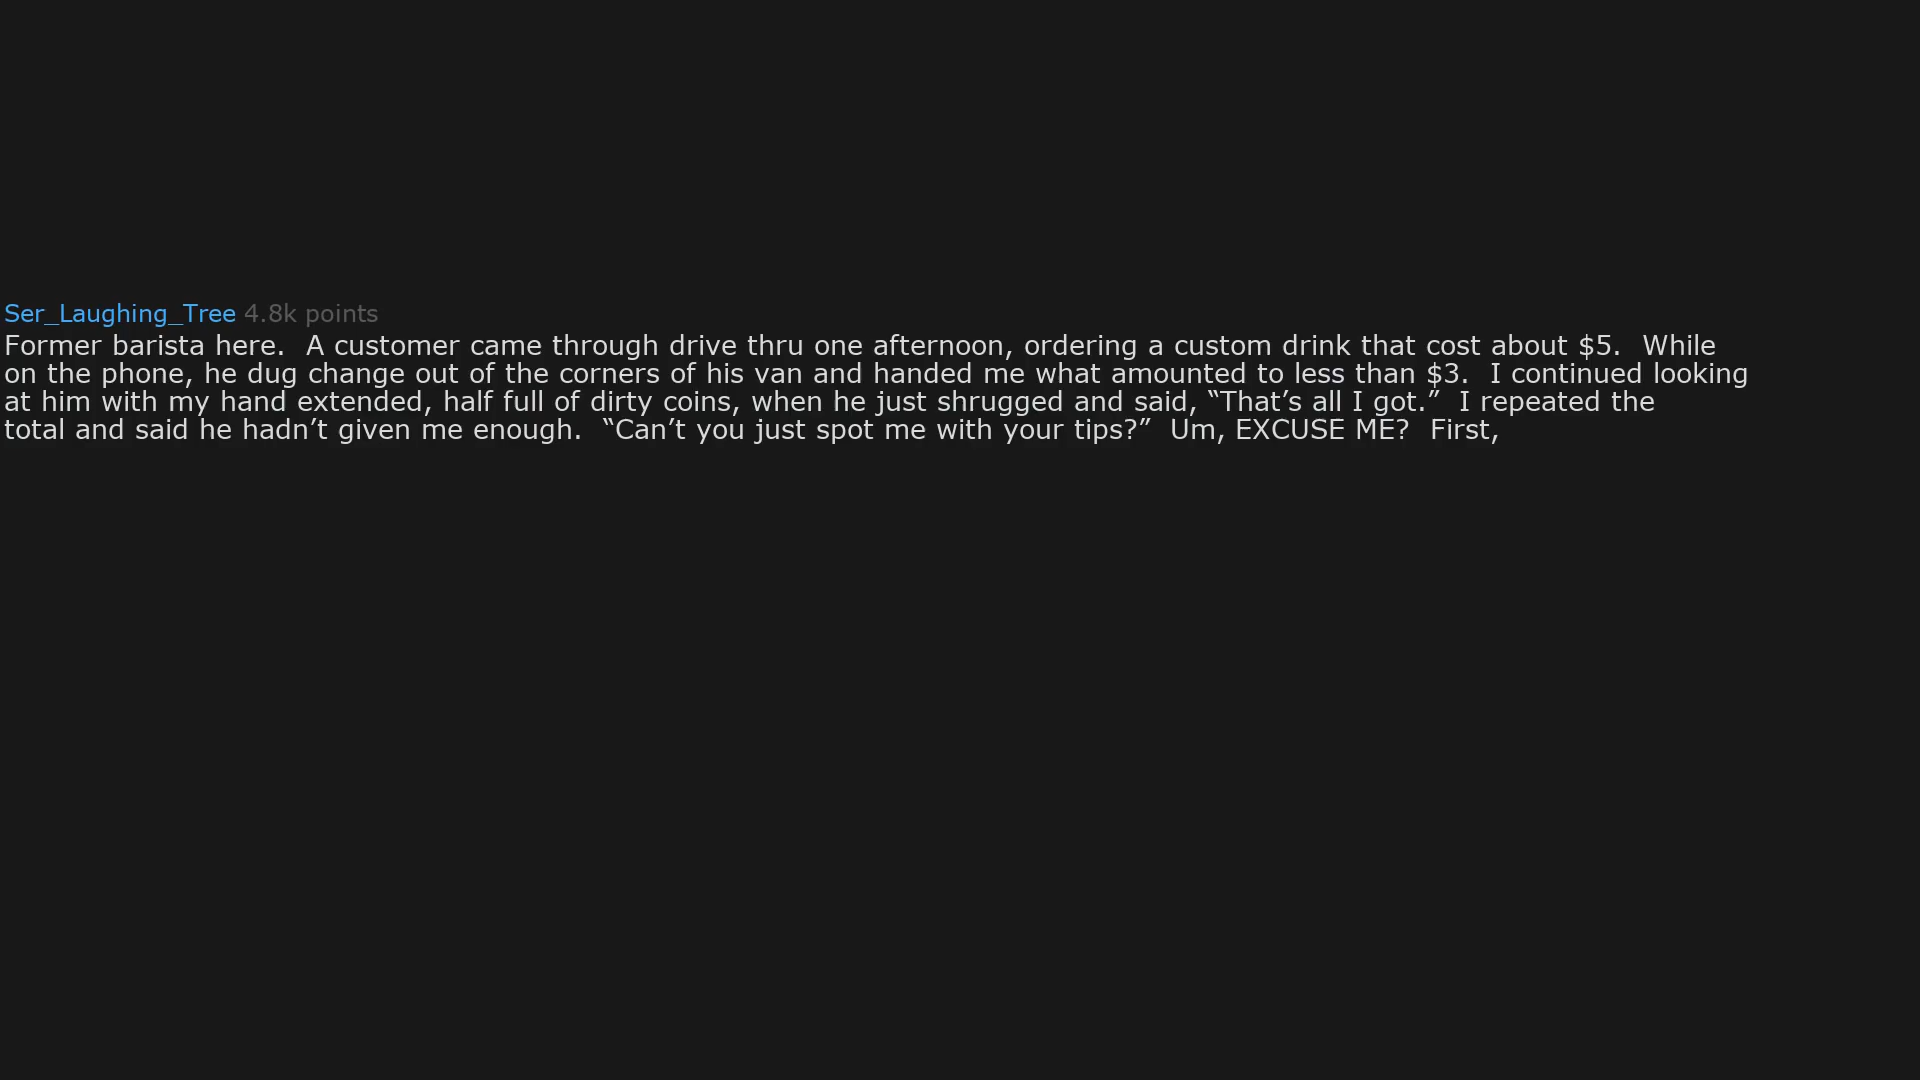 Ser_Laughing_Tree 4.8k points
Former barista here.  A customer came through drive thru one afternoon, ordering a custom drink that cost about $5.  While
on the phone, he dug change out of the corners of his van and handed me what amounted to less than $3.  I continued looking
at him with my hand extended, half full of dirty coins, when he just shrugged and said, “That’s all I got.”  I repeated the
total and said he hadn’t given me enough.  “Can’t you just spot me with your tips?”  Um, EXCUSE ME?  First,